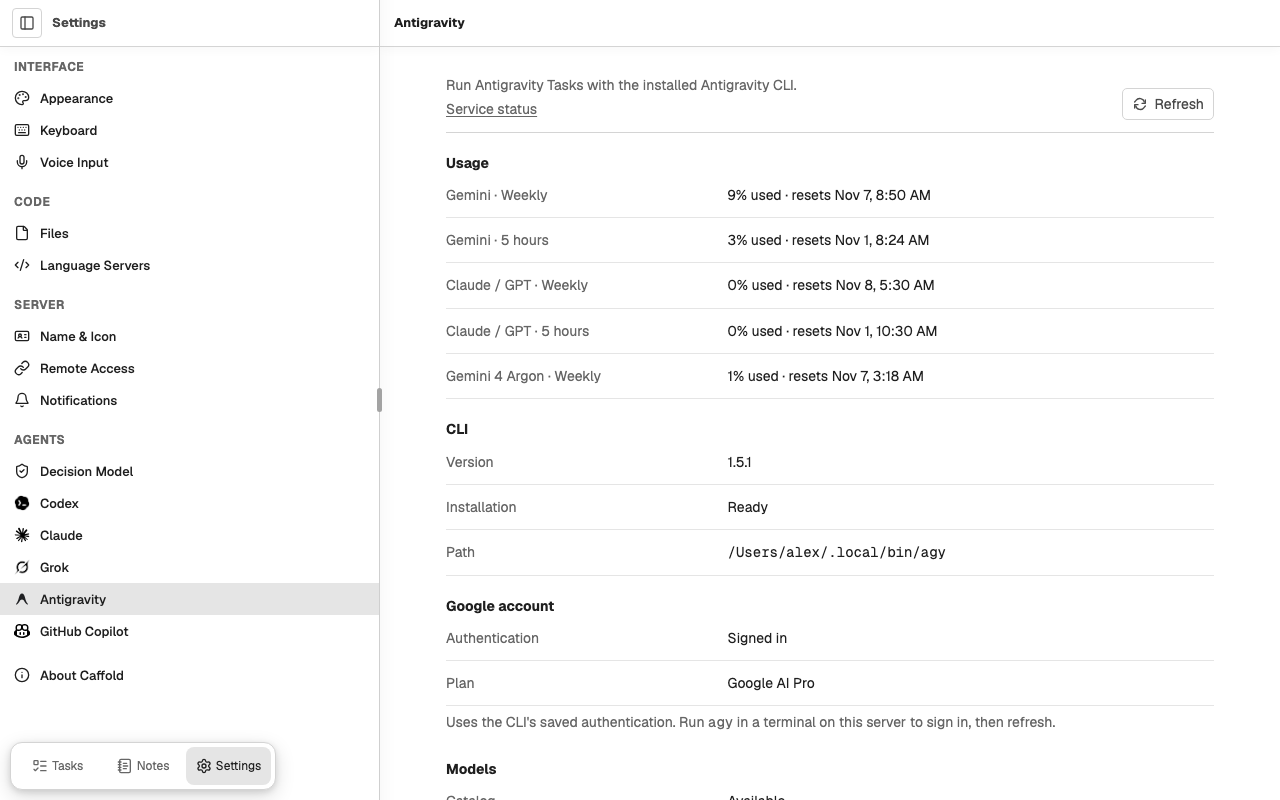 Settings
INTERFACE
Appearance
Keyboard
Voice Input
CODE
Files
Language Servers
SERVER
Name & Icon
Remote Access
Notifications
AGENTS
Decision Model
Codex
Claude
Grok
Antigravity
GitHub Copilot
About Caffold
Tasks
Notes
Settings
Antigravity
Run Antigravity Tasks with the installed Antigravity CLI.
Service status
Refresh
Usage
Gemini · Weekly 9% used · resets Nov 7, 8:50 AM
Gemini · 5 hours 3% used · resets Nov 1, 8:24 AM
Claude / GPT · Weekly 0% used · resets Nov 8, 5:30 AM
Claude / GPT · 5 hours 0% used · resets Nov 1, 10:30 AM
Gemini 4 Argon · Weekly 1% used · resets Nov 7, 3:18 AM
CLI
Version 1.5.1
Installation Ready
Path /Users/alex/.local/bin/agy
Google account
Authentication Signed in
Plan Google AI Pro
Uses the CLI's saved authentication. Run agy in a terminal on this server to sign in, then refresh.
Models
Catalog Available